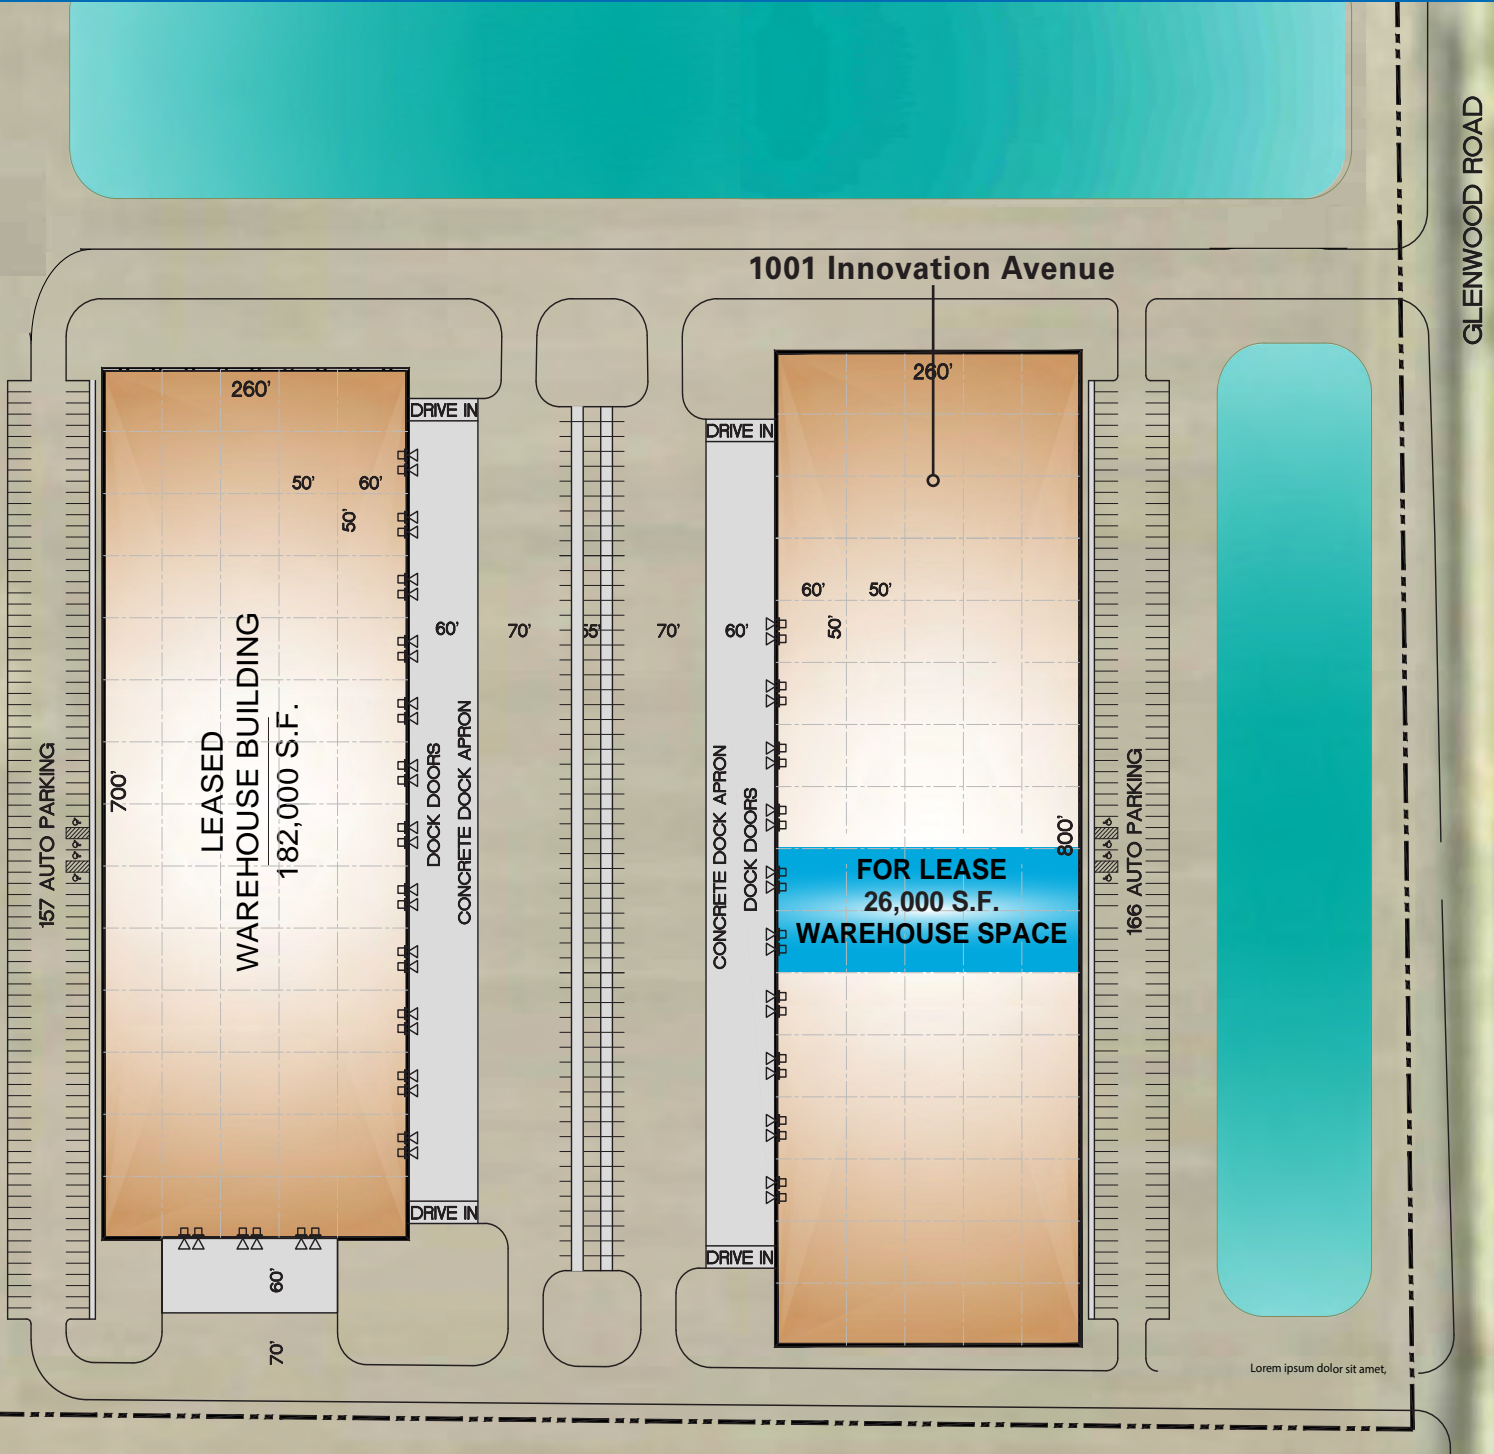 GLENWOOD ROAD
1001 Innovation Avenue
260'
260'
DRIVE IN
DRIVE IN
50'
60'
50'
60'
50'
50'
60'
70'
70'
60'
LEASED
WAREHOUSE BUILDING
182,000 S.F.
700'
157 AUTO PARKING
DOCK DOORS
CONCRETE DOCK APRON
CONCRETE DOCK APRON
DOCK DOORS
800'
166 AUTO PARKING
FOR LEASE
26,000 S.F.
WAREHOUSE SPACE
DRIVE IN
DRIVE IN
60'
70'
Lorem ipsum dolor sit amet,